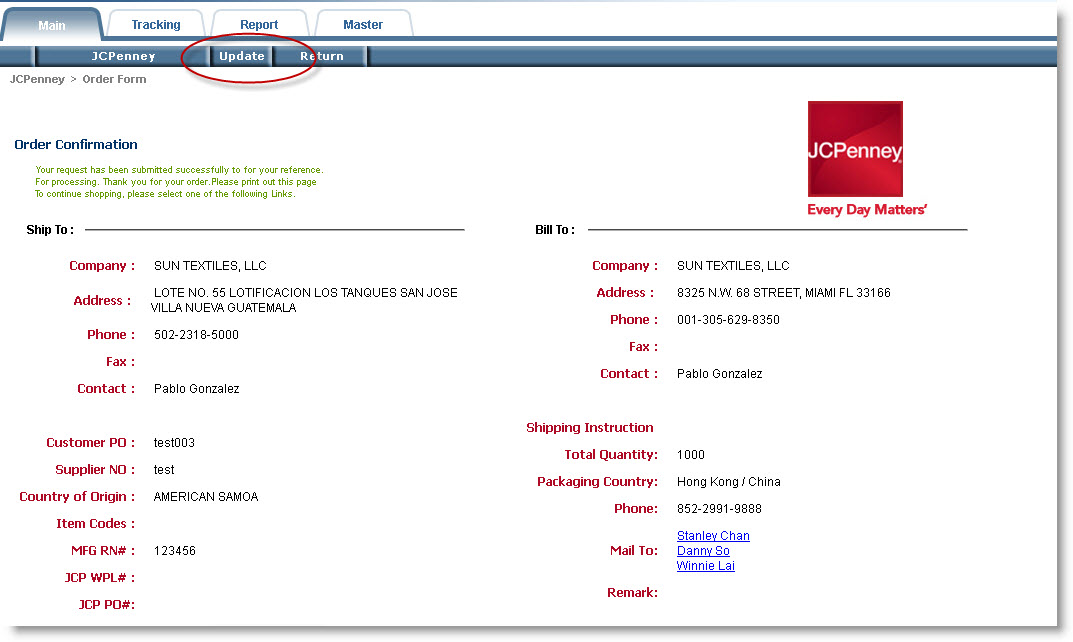 Main Tracking Report Master
JCPenney Update Return
JCPenney > Order Form
JCPenney
Every Day Matters'
Order Confirmation
Your request has been submitted successfully to for your reference.
For processing. Thank you for your order.Please print out this page
To continue shopping, please select one of the following Links.
Ship To :
Company : SUN TEXTILES, LLC
Address : LOTE NO. 55 LOTIFICACION LOS TANQUES SAN JOSE
VILLA NUEVA GUATEMALA
Phone : 502-2318-5000
Fax :
Contact : Pablo Gonzalez
Customer PO : test003
Supplier NO : test
Country of Origin : AMERICAN SAMOA
Item Codes :
MFG RN# : 123456
JCP WPL# :
JCP PO#:
Bill To :
Company : SUN TEXTILES, LLC
Address : 8325 N.W. 68 STREET, MIAMI FL 33166
Phone : 001-305-629-8350
Fax :
Contact : Pablo Gonzalez
Shipping Instruction
Total Quantity: 1000
Packaging Country: Hong Kong / China
Phone: 852-2991-9888
Mail To: Stanley Chan
Danny So
Winnie Lai
Remark: